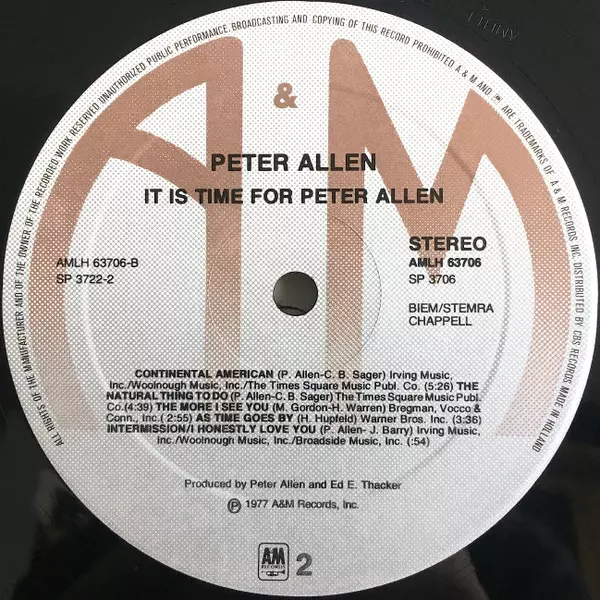 ALL RIGHTS OF THE MANUFACTURER AND OF THE OWNER OF THE RECORDED WORK RESERVED. UNAUTHORIZED PUBLIC PERFORMANCE, BROADCASTING AND COPYING OF THIS RECORD PROHIBITED. A & M AND ARE TRADEMARKS OF A & M RECORDS INC. DISTRIBUTED BY CBS RECORDS MADE IN HOLLAND
A & M
PETER ALLEN
IT IS TIME FOR PETER ALLEN
AMLH 63706-B
SP 3722-2
STEREO
AMLH 63706
SP 3706
BIEM/STEMRA
CHAPPELL
CONTINENTAL AMERICAN (P. Allen-C. B. Sager) Irving Music,
Inc./Woolnough Music, Inc./The Times Square Music Publ. Co. (5:26) THE
NATURAL THING TO DO (P. Allen-C. B. Sager) The Times Square Music Publ.
Co.(4:39) THE MORE I SEE YOU (M. Gordon-H. Warren) Bregman, Vocco &
Conn., Inc.( 2:55) AS TIME GOES BY (H. Hupfeld) Warner Bros. Inc. (3:36)
INTERMISSION/I HONESTLY LOVE YOU (P. Allen- J. Barry) Irving Music,
Inc./Woolnough Music, Inc./Broadside Music, Inc. (:54)
Produced by Peter Allen and Ed E. Thacker
℗ 1977 A&M Records, Inc.
A&M
RECORDS
2